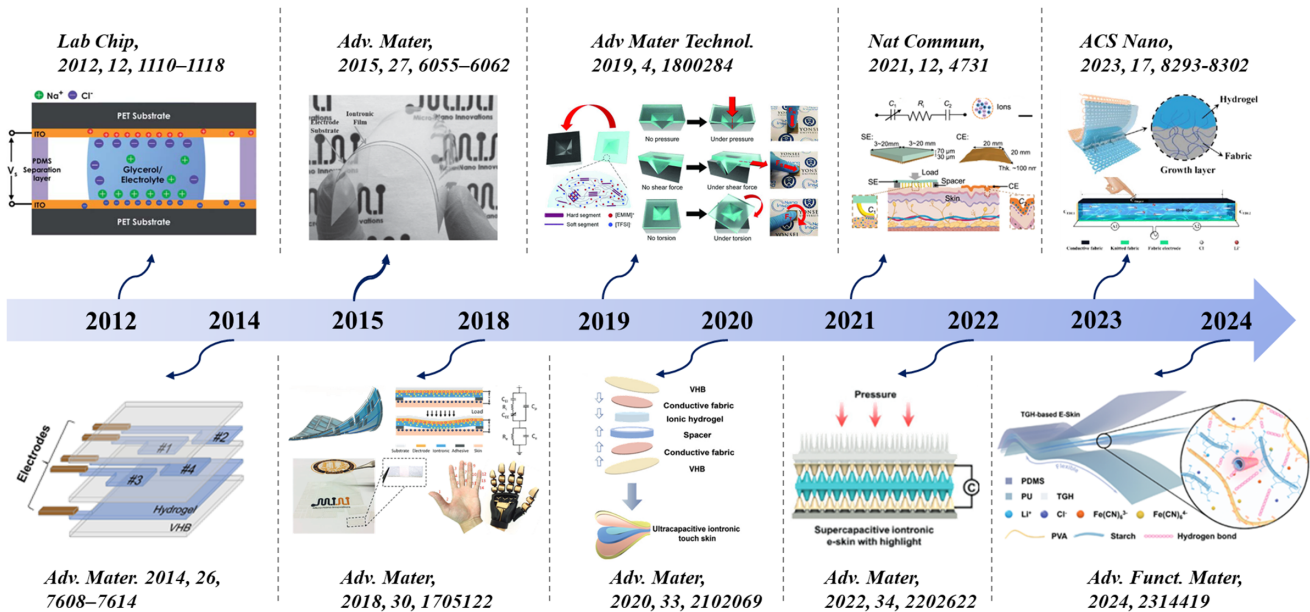 Lab Chip,
2012, 12, 1110–1118
Na⁺ Cl⁻
PET Substrate
ITO
PDMS
Separation
layer
Vs
Glycerol/
Electrolyte
ITO
PET Substrate
Adv. Mater,
2015, 27, 6055–6062
Electrode
Substrate
Iontronic
Film
Adv Mater Technol.
2019, 4, 1800284
No pressure
Under pressure
No shear force
Under shear force
No torsion
Under torsion
Hard segment
[EMIM]⁺
Soft segment
[TFSI]⁻
YONSEI
Nat Commun,
2021, 12, 4731
C₁ Rᵢ C₂
Ions
SE:
3~20mm 3~20mm
70 μm
30 μm
CE:
20 mm
20 mm
Thk. ~100 nm
Load
SE Spacer
CE
Skin
ACS Nano,
2023, 17, 8293-8302
Hydrogel
Fabric
Growth layer
Conductive fabric
Knitted fabric
Fabric electrode
Cl⁻
Li⁺
2012
2014
2015
2018
2019
2020
2021
2022
2023
2024
Electrodes
#1
#2
#3
#4
Hydrogel
VHB
Adv. Mater. 2014, 26,
7608–7614
Load
Substrate Electrode Iontronic Adhesive Skin
Adv. Mater,
2018, 30, 1705122
VHB
Conductive fabric
Ionic hydrogel
Spacer
Conductive fabric
VHB
Ultracapacitive iontronic
touch skin
Adv. Mater,
2020, 33, 2102069
Pressure
C
Supercapacitive iontronic
e-skin with highlight
Adv. Mater,
2022, 34, 2202622
TGH-based E-Skin
PDMS
PU TGH
Li⁺ Cl⁻ Fe(CN)₆³⁻ Fe(CN)₆⁴⁻
PVA Starch Hydrogen bond
Adv. Funct. Mater,
2024, 2314419